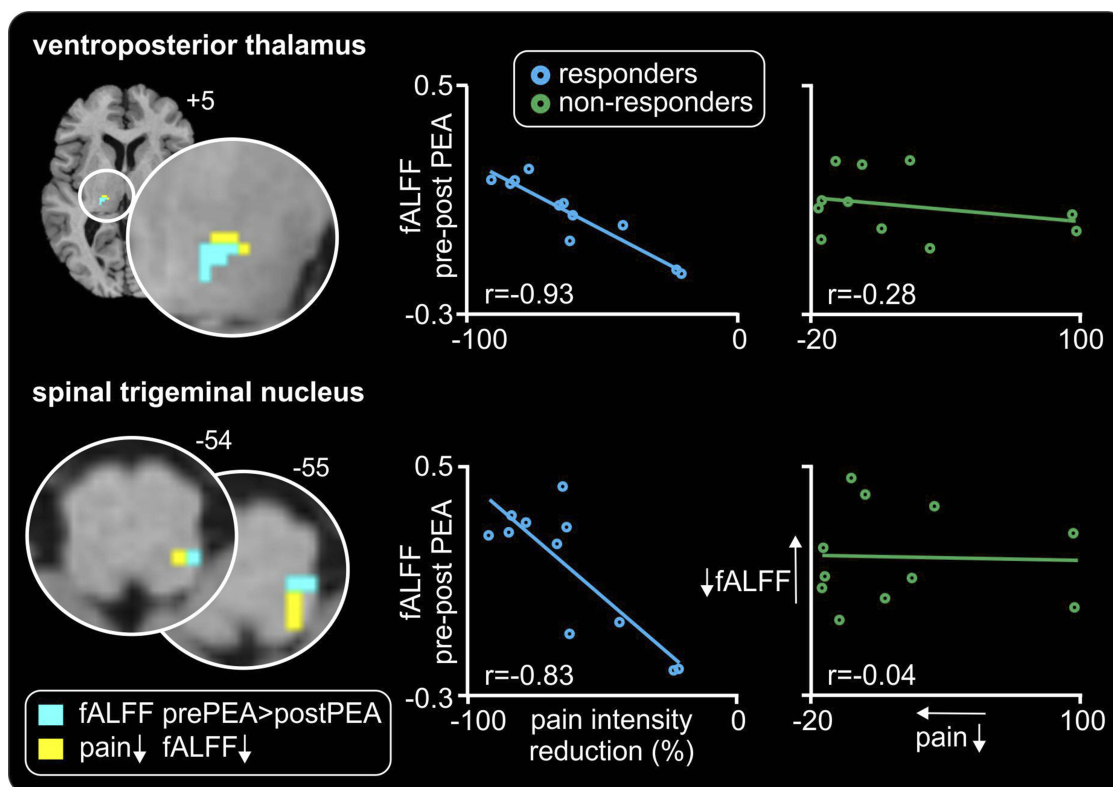 ventroposterior thalamus
+5
responders
non-responders
0.5
fALFF
pre-post PEA
-0.3
r=-0.93
-100
0
r=-0.28
-20
100
spinal trigeminal nucleus
-54
-55
0.5
fALFF
pre-post PEA
-0.3
r=-0.83
-100
pain intensity
reduction (%)
0
↓fALFF
r=-0.04
-20
pain↓
100
fALFF prePEA>postPEA
pain↓ fALFF↓